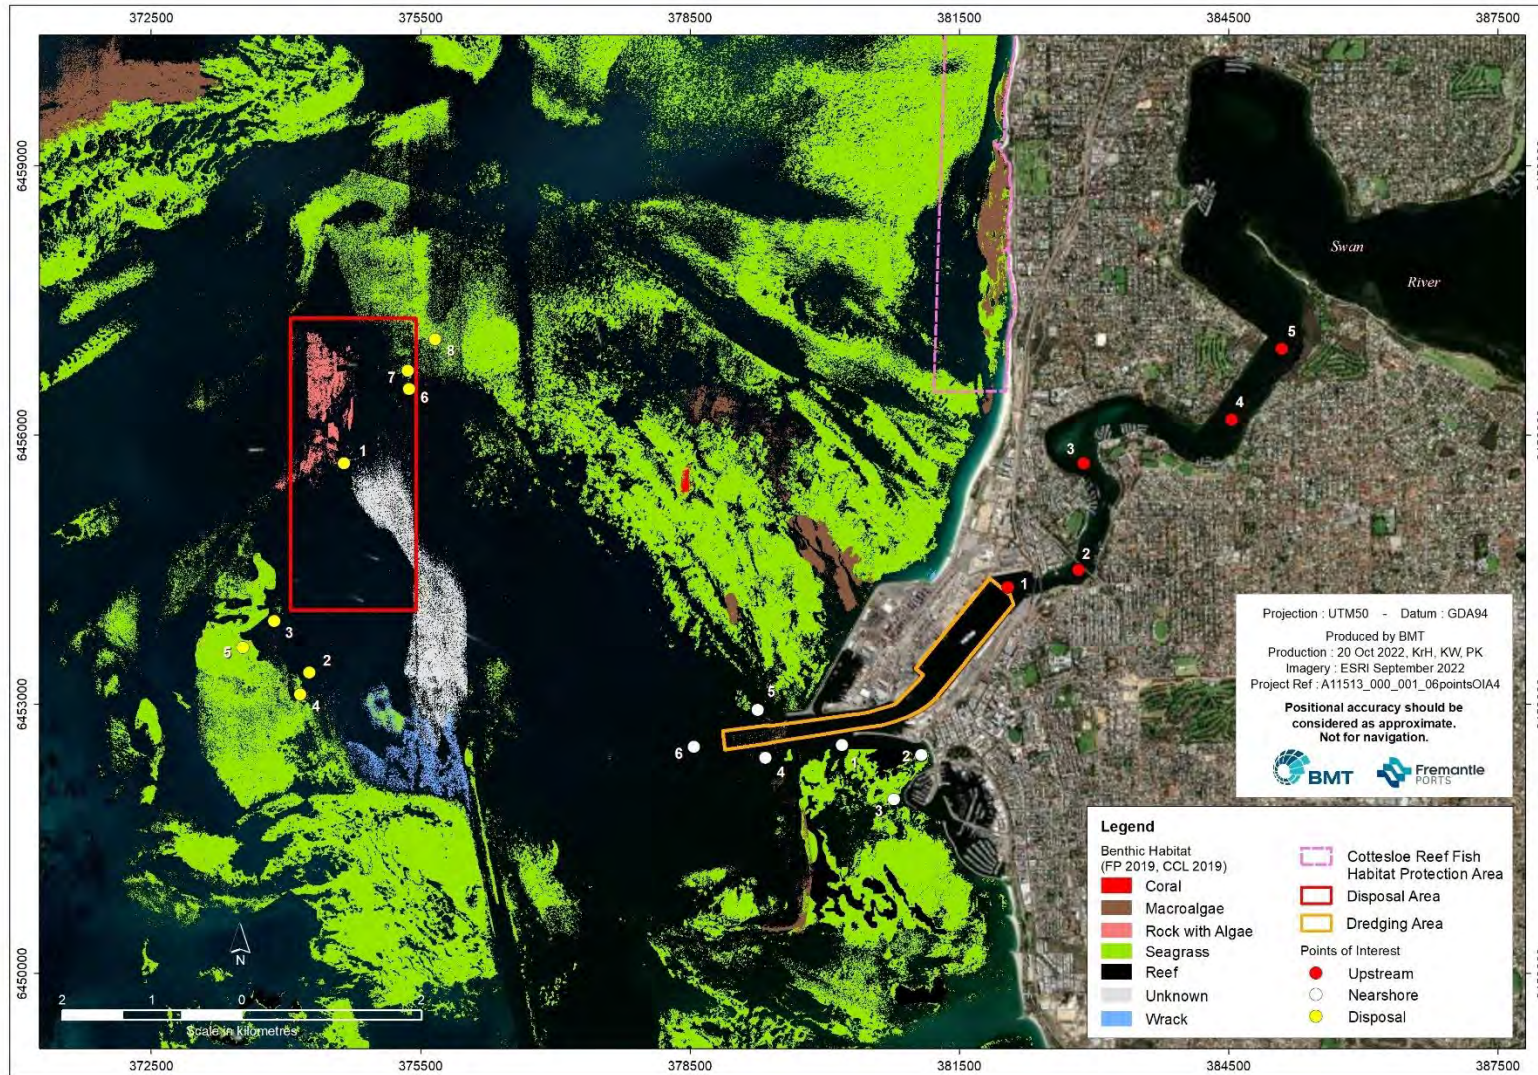 372500 375500 378500 381500 384500 387500
6459000
6456000
6453000
6450000
Swan
River
8
7
6
1
3
5
2
4
5
6
4
1
2
3
5
4
3
2
1
N
2 1 0 2
Scale in kilometres
Projection : UTM50 - Datum : GDA94
Produced by BMT
Production : 20 Oct 2022, KrH, KW, PK
Imagery : ESRI September 2022
Project Ref : A11513_000_001_06pointsOIA4
Positional accuracy should be
considered as approximate.
Not for navigation.
BMT
Fremantle
PORTS
Legend
Benthic Habitat
(FP 2019, CCL 2019)
Coral
Macroalgae
Rock with Algae
Seagrass
Reef
Unknown
Wrack
Cottesloe Reef Fish
Habitat Protection Area
Disposal Area
Dredging Area
Points of Interest
Upstream
Nearshore
Disposal
372500 375500 378500 381500 384500 387500